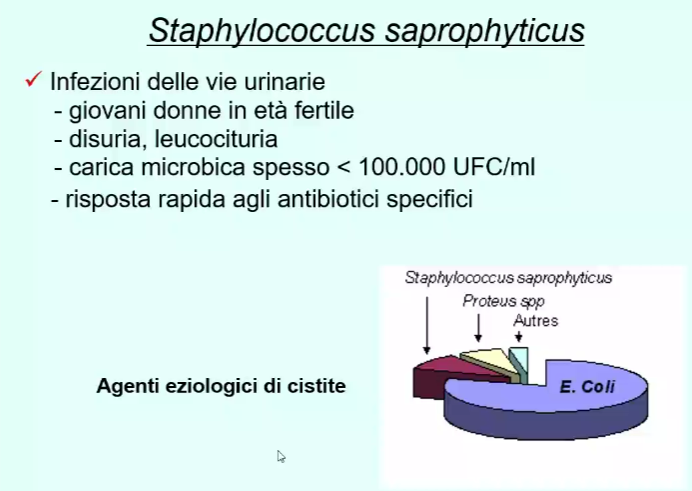 Staphylococcus saprophyticus
Infezioni delle vie urinarie
- giovani donne in età fertile
- disuria, leucocituria
- carica microbica spesso < 100.000 UFC/ml
- risposta rapida agli antibiotici specifici
Staphylococcus saprophyticus
Proteus spp
Autres
E. Coli
Agenti eziologici di cistite